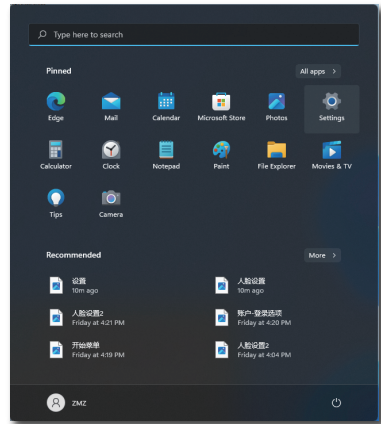 Type here to search
Pinned
All apps >
Edge
Mail
Calendar
Microsoft Store
Photos
Settings
Calculator
Clock
Notepad
Paint
File Explorer
Movies & TV
Tips
Camera
Recommended
More >
设置
10m ago
人脸设置
10m ago
人脸设置2
Friday at 4:21 PM
账户-登录选项
Friday at 4:20 PM
开始菜单
Friday at 4:19 PM
人脸设置2
Friday at 4:04 PM
ZMZ